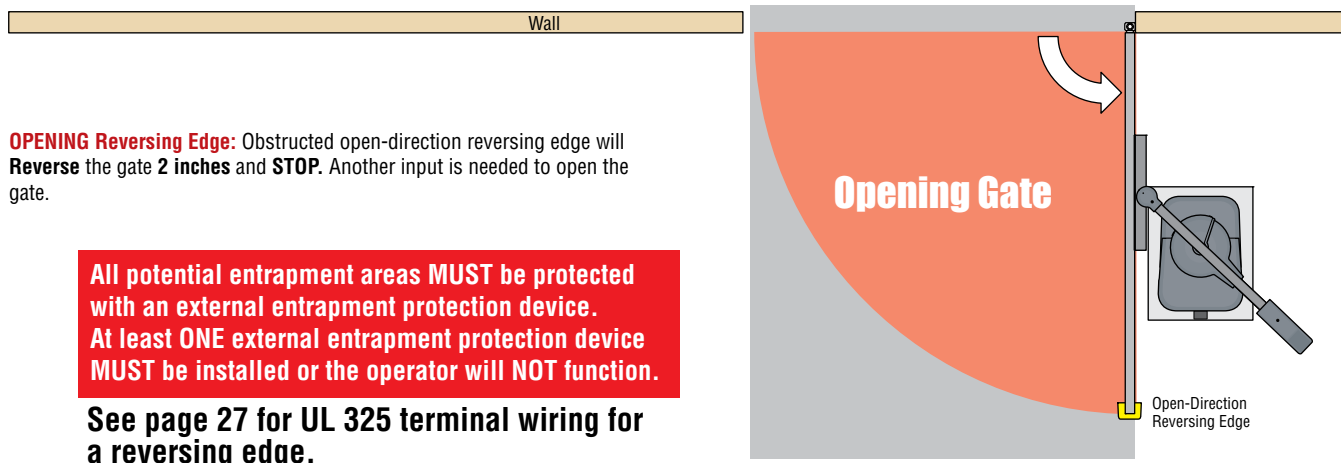 Wall
OPENING Reversing Edge: Obstructed open-direction reversing edge will
Reverse the gate 2 inches and STOP. Another input is needed to open the
gate.
All potential entrapment areas MUST be protected
with an external entrapment protection device.
At least ONE external entrapment protection device
MUST be installed or the operator will NOT function.
See page 27 for UL 325 terminal wiring for
a reversing edge.
Opening Gate
Open-Direction
Reversing Edge